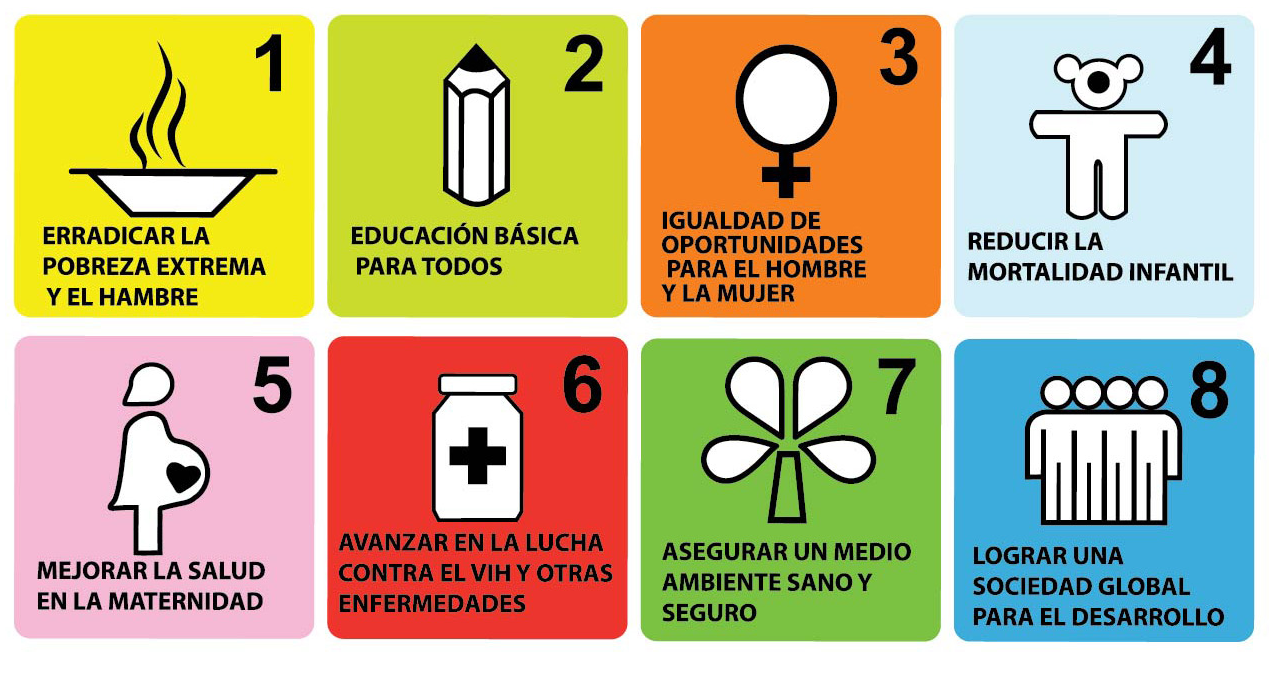 1
ERRADICAR LA
POBREZA EXTREMA
Y EL HAMBRE
2
EDUCACIÓN BÁSICA
PARA TODOS
3
IGUALDAD DE
OPORTUNIDADES
PARA EL HOMBRE
Y LA MUJER
4
REDUCIR LA
MORTALIDAD INFANTIL
5
MEJORAR LA SALUD
EN LA MATERNIDAD
6
AVANZAR EN LA LUCHA
CONTRA EL VIH Y OTRAS
ENFERMEDADES
7
ASEGURAR UN MEDIO
AMBIENTE SANO Y
SEGURO
8
LOGRAR UNA
SOCIEDAD GLOBAL
PARA EL DESARROLLO